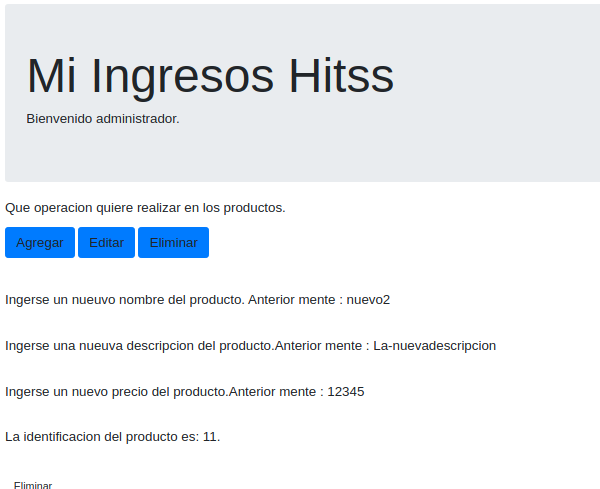 Mi Ingresos Hitss
Bienvenido administrador.
Que operacion quiere realizar en los productos.
Agregar Editar Eliminar
Ingerse un nueuvo nombre del producto. Anterior mente : nuevo2
Ingerse una nueuva descripcion del producto.Anterior mente : La-nuevadescripcion
Ingerse un nuevo precio del producto.Anterior mente : 12345
La identificacion del producto es: 11.
Eliminar